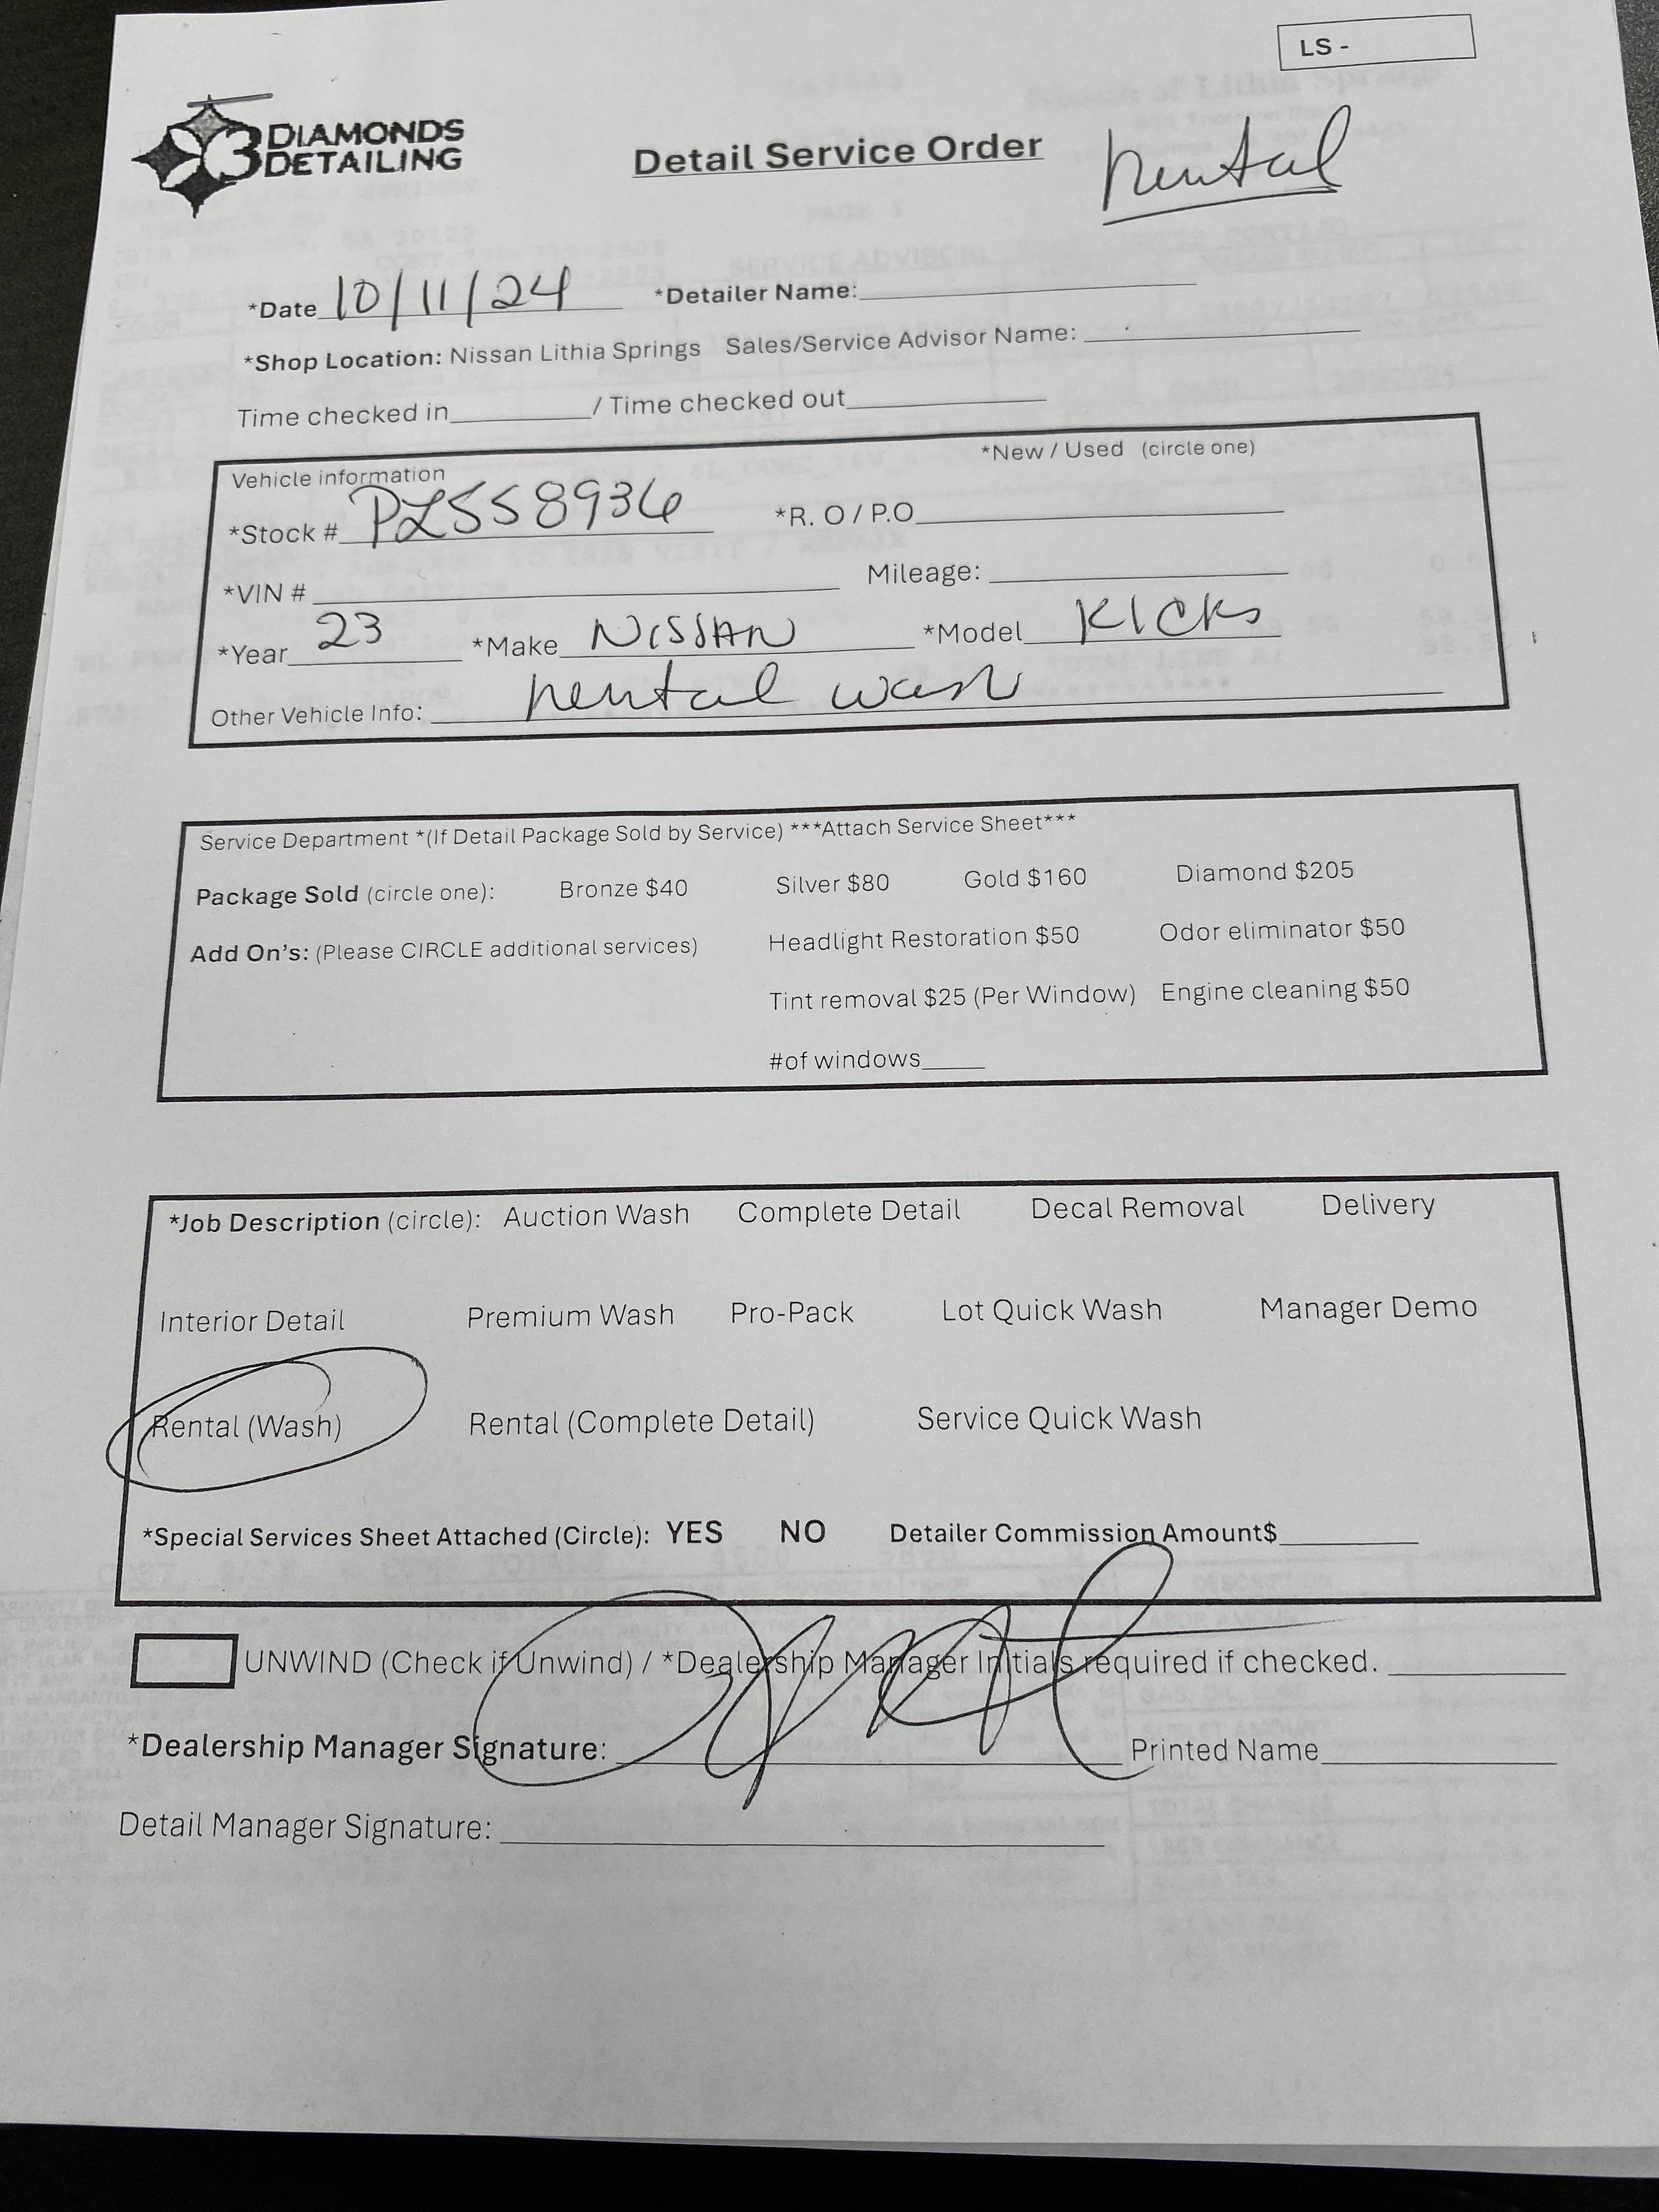 LS -
3 DIAMONDS
DETAILING
Detail Service Order
Rental
*Date 10/11/24 *Detailer Name:
*Shop Location: Nissan Lithia Springs Sales/Service Advisor Name:
Time checked in / Time checked out
Vehicle information *New / Used (circle one)
*Stock # PL558936 *R. O / P.O
*VIN # Mileage:
*Year 23 *Make NISSAN *Model KICKS
Other Vehicle Info: Rental wash
Service Department *(If Detail Package Sold by Service) ***Attach Service Sheet***
Package Sold (circle one): Bronze $40 Silver $80 Gold $160 Diamond $205
Add On's: (Please CIRCLE additional services) Headlight Restoration $50 Odor eliminator $50
Tint removal $25 (Per Window) Engine cleaning $50
#of windows
*Job Description (circle): Auction Wash Complete Detail Decal Removal Delivery
Interior Detail Premium Wash Pro-Pack Lot Quick Wash Manager Demo
Rental (Wash) Rental (Complete Detail) Service Quick Wash
*Special Services Sheet Attached (Circle): YES NO Detailer Commission Amount$
UNWIND (Check if Unwind) / *Dealership Manager Initials required if checked.
*Dealership Manager Signature: Printed Name
Detail Manager Signature: